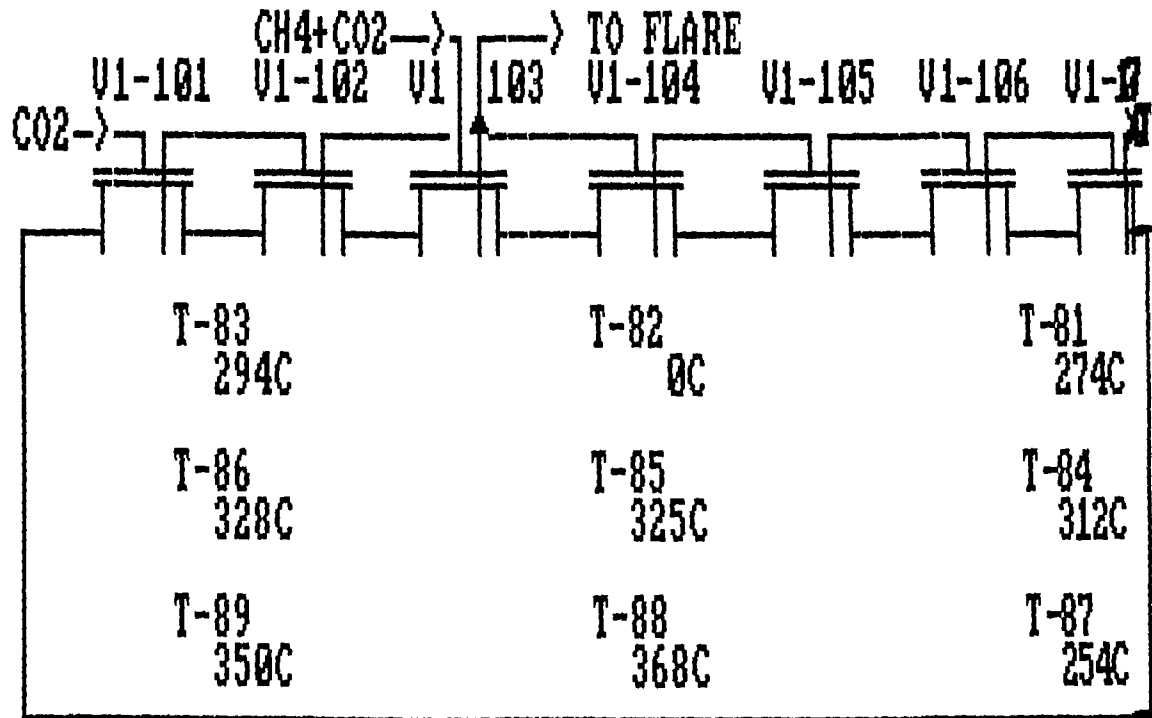 CH4+CO2—> —> TO FLARE
V1-101 V1-102 V1 103 V1-104 V1-105 V1-106
CO2->
T-83 T-82 T-81
294C 0C 274C
T-86 T-85 T-84
328C 325C 312C
T-89 T-88 T-87
350C 368C 254C